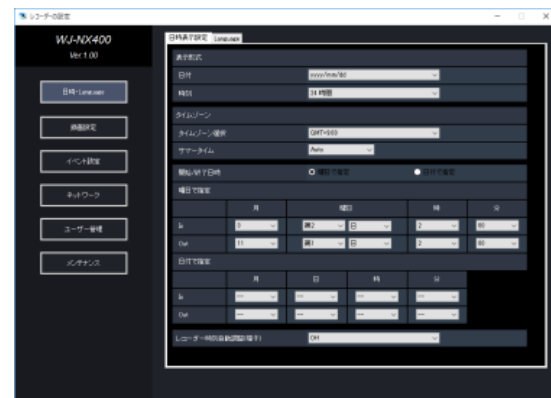 レコーダーの設定
WJ-NX400
Ver.1.00
日時・Language
録画設定
イベント設定
ネットワーク
ユーザー管理
メンテナンス
日時表示設定 Language
表示形式
日付 yyyy/mm/dd
時刻 24 時間
タイムゾーン
タイムゾーン選択
サマータイム Auto
開始/終了日時 曜日で指定 日付で指定
曜日で指定
月 曜日 時 分
In 第2 日 2 00
Out 11 第1 日 2 00
日付で指定
月 日 時 分
In --- --- --- ---
Out --- --- --- ---
レコーダー時刻自動調整(端子) Off